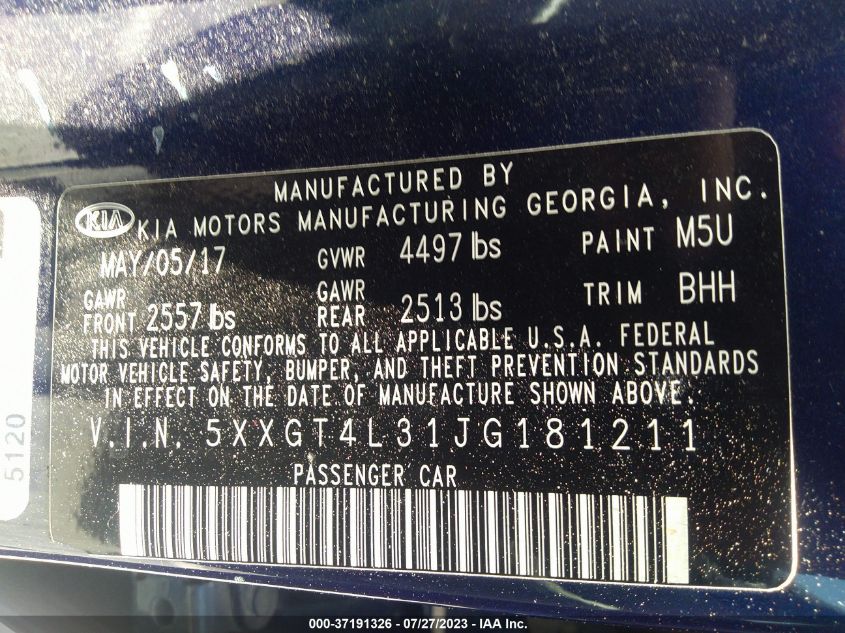 MANUFACTURED BY
KIA KIA MOTORS MANUFACTURING GEORGIA, INC.
MAY/05/17 GVWR 4497 lbs PAINT M5U
GAWR FRONT 2557 lbs GAWR REAR 2513 lbs TRIM BHH
THIS VEHICLE CONFORMS TO ALL APPLICABLE U.S.A. FEDERAL
MOTOR VEHICLE SAFETY, BUMPER, AND THEFT PREVENTION STANDARDS
IN EFFECT ON THE DATE OF MANUFACTURE SHOWN ABOVE.
V.I.N. 5XXGT4L31JG181211
PASSENGER CAR
5120
000-37191326 / 07/27/2023 - IAA Inc.